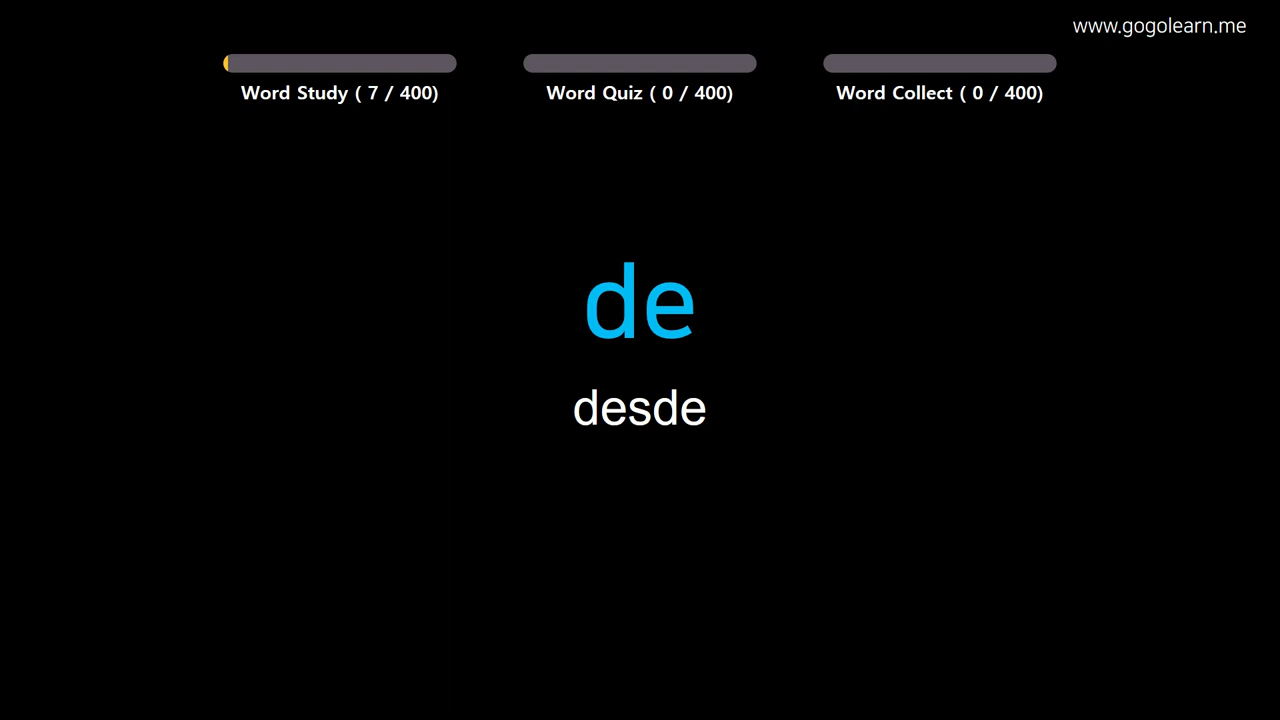 www.gogolearn.me
Word Study ( 7 / 400)
Word Quiz ( 0 / 400)
Word Collect ( 0 / 400)
de
desde